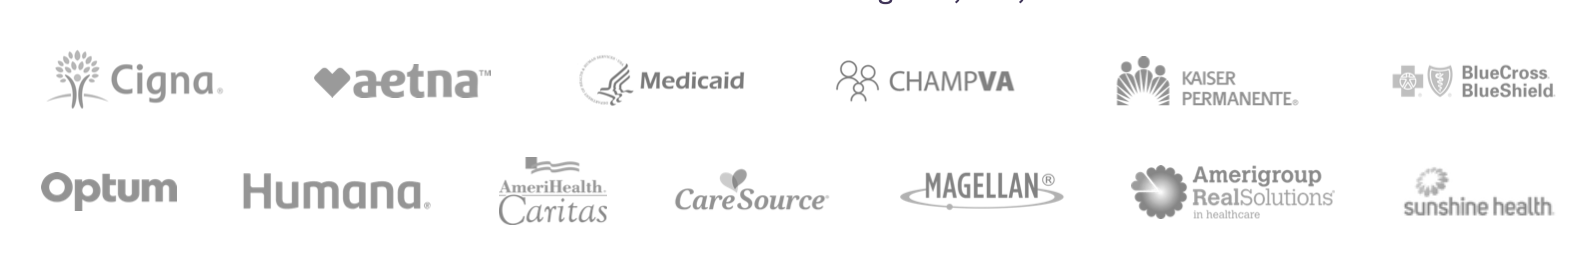 Cigna®
♥aetna™
Medicaid
CHAMPVA
KAISER
PERMANENTE®
BlueCross
BlueShield
Optum
Humana®
AmeriHealth
Caritas
CareSource®
MAGELLAN®
Amerigroup
RealSolutions®
in healthcare
sunshine health